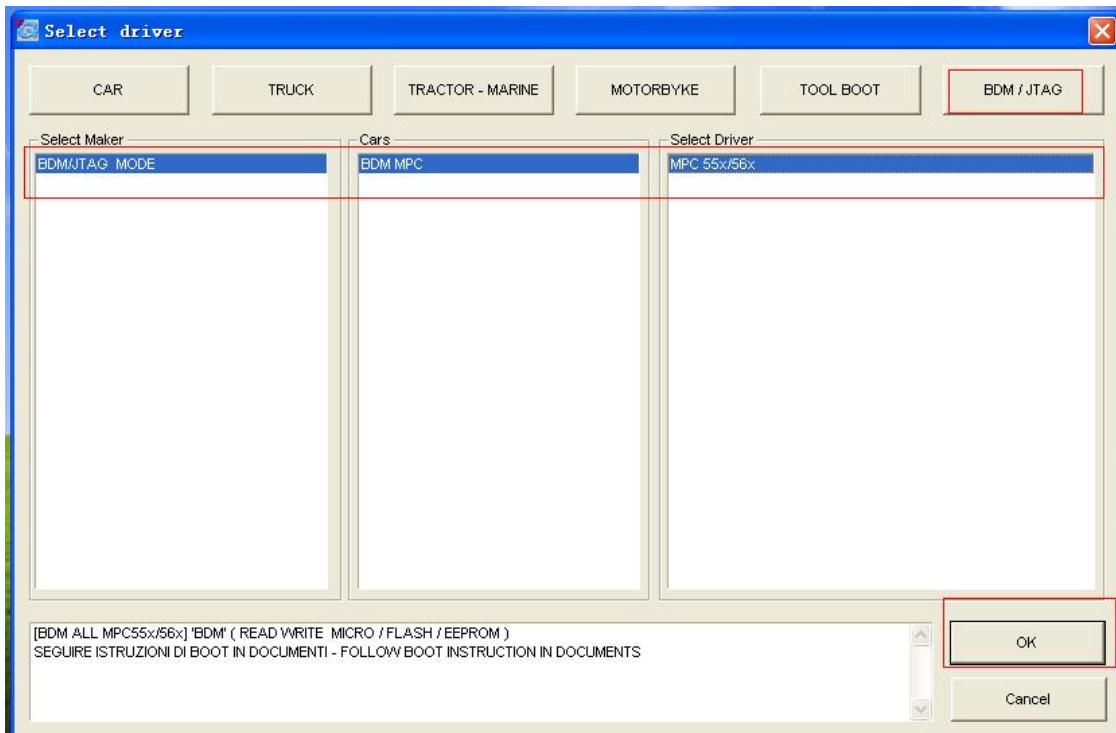 Select driver
CAR
TRUCK
TRACTOR - MARINE
MOTORBYKE
TOOL BOOT
BDM / JTAG
Select Maker
Cars
Select Driver
BDM/JTAG MODE
BDM MPC
MPC 55x/56x
[BDM ALL MPC55x/56x] 'BDM' ( READ WRITE MICRO / FLASH / EEPROM )
SEGUIRE ISTRUZIONI DI BOOT IN DOCUMENTI - FOLLOW BOOT INSTRUCTION IN DOCUMENTS
OK
Cancel